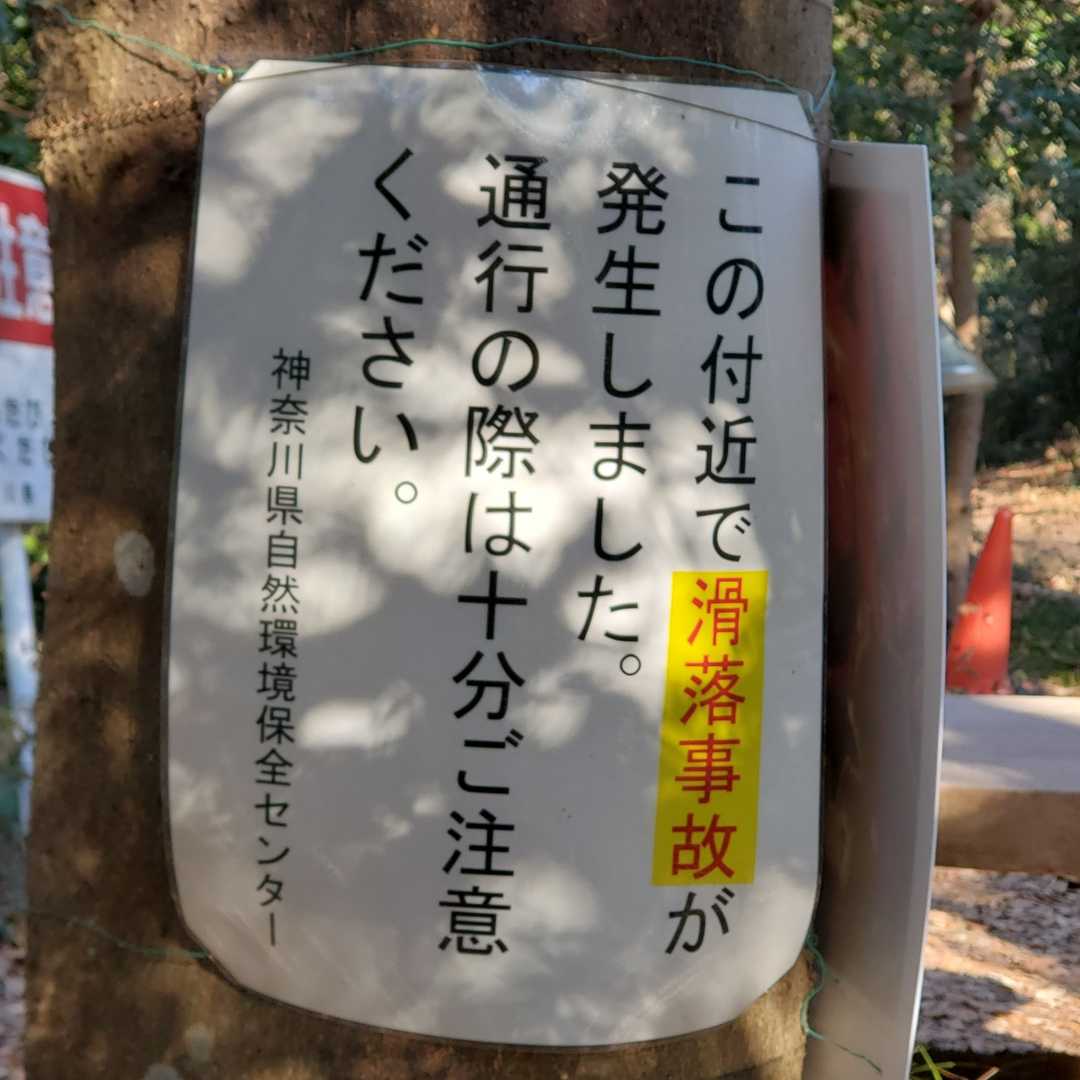 この付近で滑落事故が
発生しました。
通行の際は十分ご注意
ください。
神奈川県自然環境保全センター
注意